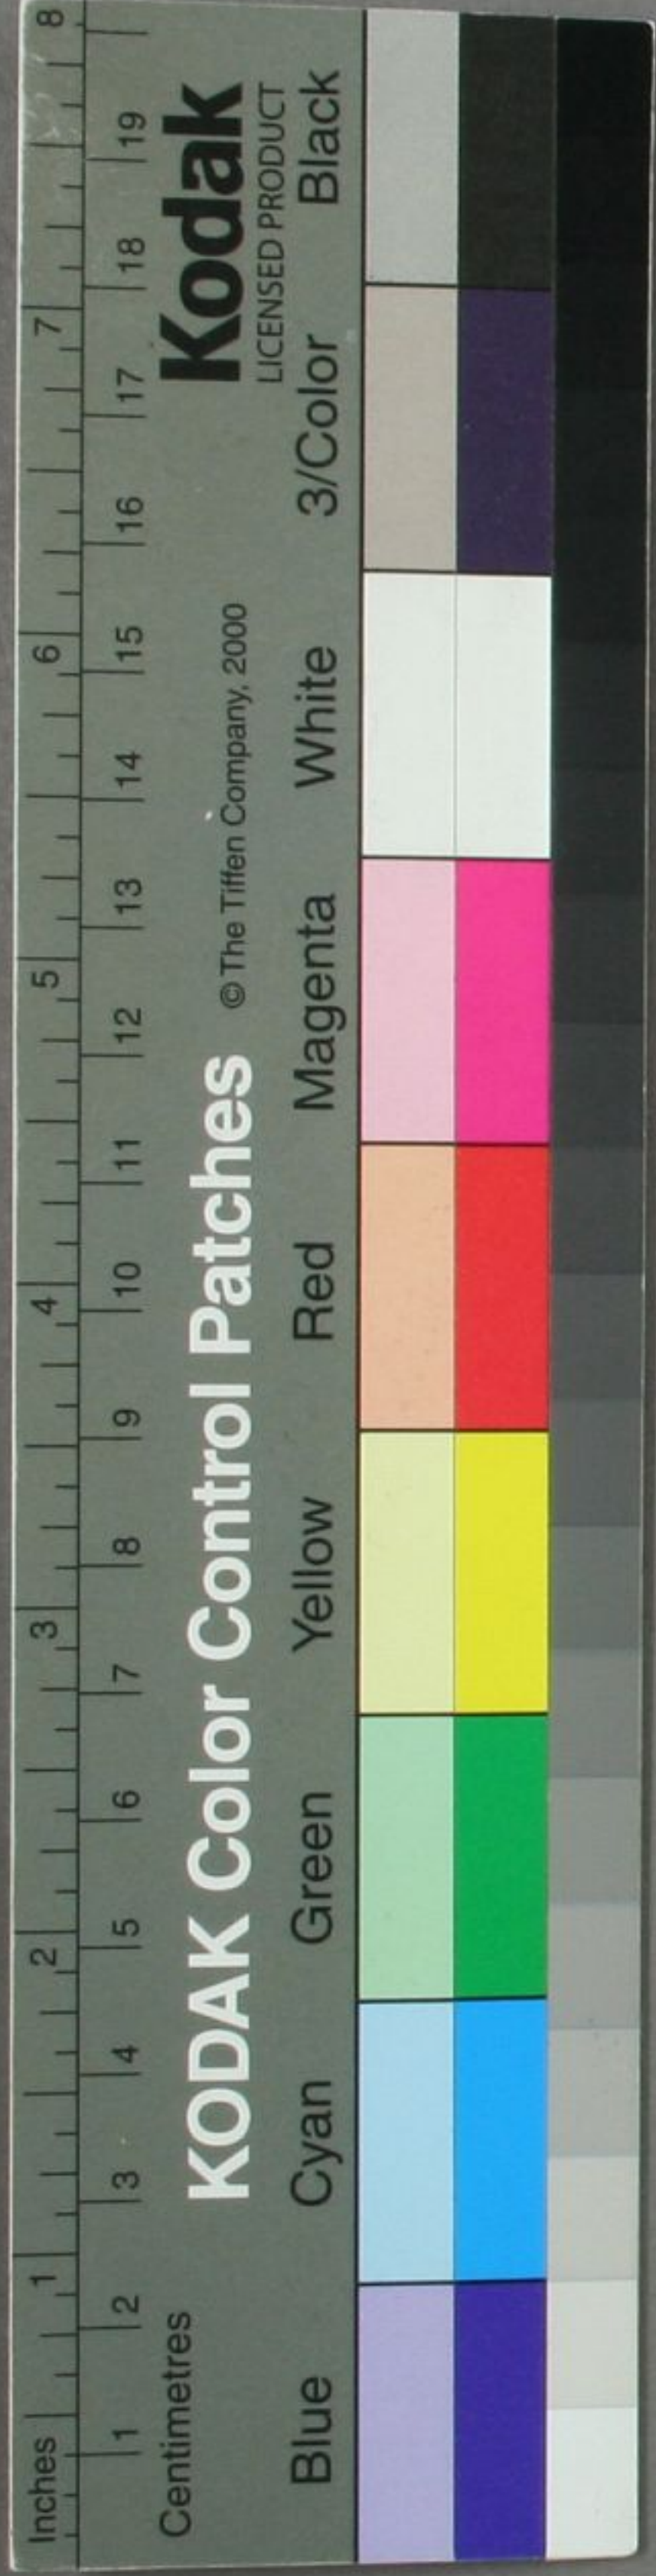 Inches 1 2 3 4 5 6 7 8
1 2 3 4 5 6 7 8 9 10 11 12 13 14 15 16 17 18 19
Centimetres
KODAK Color Control Patches © The Tiffen Company, 2000 Kodak
LICENSED PRODUCT
Blue Cyan Green Yellow Red Magenta White 3/Color Black